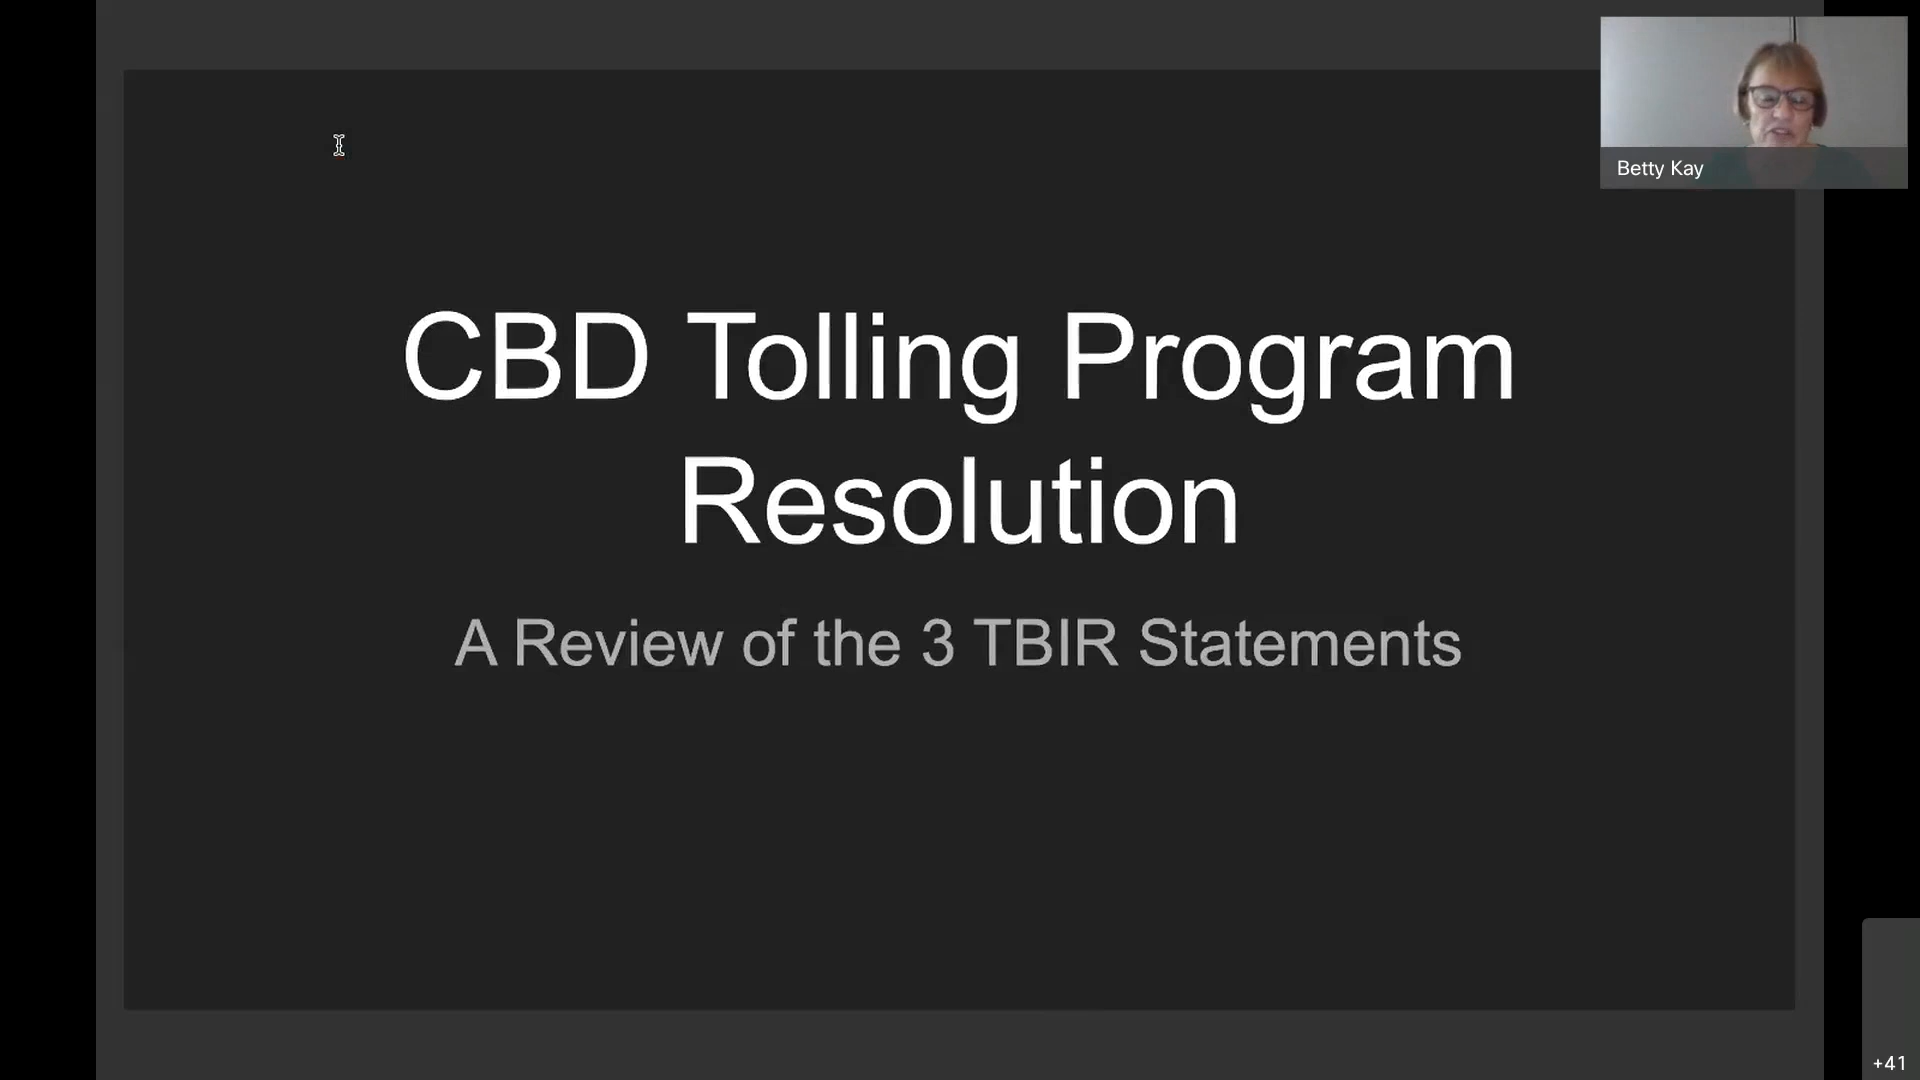 Betty Kay
CBD Tolling Program
Resolution
A Review of the 3 TBIR Statements
+41